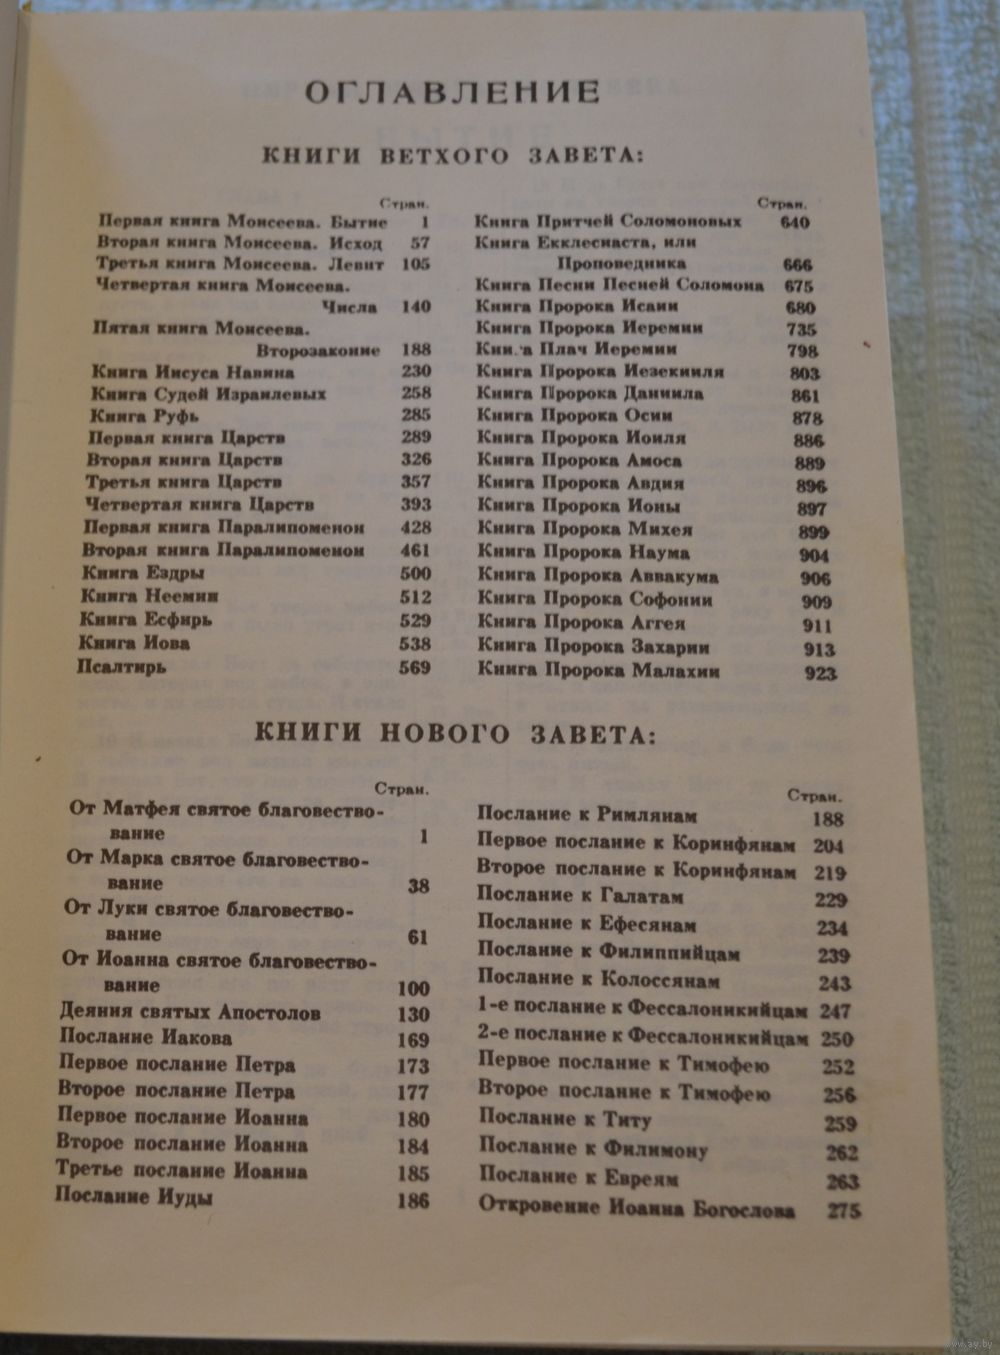 ОГЛАВЛЕНИЕ
КНИГИ ВЕТХОГО ЗАВЕТА:
Стран.
Первая книга Моисеева. Бытие 1
Вторая книга Моисеева. Исход 57
Третья книга Моисеева. Левит 105
Четвертая книга Моисеева.
Числа 140
Пятая книга Моисеева.
Второзаконие 188
Книга Иисуса Навина 230
Книга Судей Израилевых 258
Книга Руфь 285
Первая книга Царств 289
Вторая книга Царств 326
Третья книга Царств 357
Четвертая книга Царств 393
Первая книга Паралипоменон 428
Вторая книга Паралипоменон 461
Книга Ездры 500
Книга Неемии 512
Книга Есфирь 529
Книга Иова 538
Псалтирь 569
Стран.
Книга Притчей Соломоновых 640
Книга Екклесиаста, или
Проповедника 666
Книга Песни Песней Соломона 675
Книга Пророка Исаии 680
Книга Пророка Иеремии 735
Кни.а Плач Иеремии 798
Книга Пророка Иезекииля 803
Книга Пророка Даниила 861
Книга Пророка Осии 878
Книга Пророка Иоиля 886
Книга Пророка Амоса 889
Книга Пророка Авдия 896
Книга Пророка Ионы 897
Книга Пророка Михея 899
Книга Пророка Наума 904
Книга Пророка Аввакума 906
Книга Пророка Софонии 909
Книга Пророка Аггея 911
Книга Пророка Захарии 913
Книга Пророка Малахии 923
КНИГИ НОВОГО ЗАВЕТА:
Стран.
От Матфея святое благовество-
вание 1
От Марка святое благовество-
вание 38
От Луки святое благовество-
вание 61
От Иоанна святое благовество-
вание 100
Деяния святых Апостолов 130
Послание Иакова 169
Первое послание Петра 173
Второе послание Петра 177
Первое послание Иоанна 180
Второе послание Иоанна 184
Третье послание Иоанна 185
Послание Иуды 186
Стран.
Послание к Римлянам 188
Первое послание к Коринфянам 204
Второе послание к Коринфянам 219
Послание к Галатам 229
Послание к Ефесянам 234
Послание к Филиппийцам 239
Послание к Колоссянам 243
1-е послание к Фессалоникийцам 247
2-е послание к Фессалоникийцам 250
Первое послание к Тимофею 252
Второе послание к Тимофею 256
Послание к Титу 259
Послание к Филимону 262
Послание к Евреям 263
Откровение Иоанна Богослова 275
www.ay.by